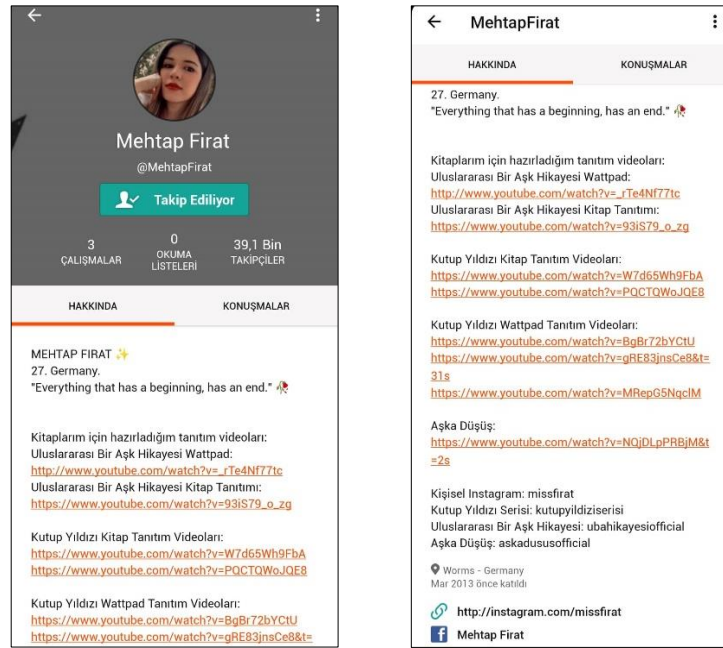 Mehtap Firat
@MehtapFirat
Takip Ediliyor
3
ÇALIŞMALAR
0
OKUMA
LİSTELERİ
39,1 Bin
TAKİPÇİLER
HAKKINDA
KONUŞMALAR
MEHTAP FIRAT ✨
27. Germany.
"Everything that has a beginning, has an end." 🥀
Kitaplarım için hazırladığım tanıtım videoları:
Uluslararası Bir Aşk Hikayesi Wattpad:
http://www.youtube.com/watch?v=_rTe4Nf77tc
Uluslararası Bir Aşk Hikayesi Kitap Tanıtımı:
https://www.youtube.com/watch?v=93iS79_o_zg
Kutup Yıldızı Kitap Tanıtım Videoları:
https://www.youtube.com/watch?v=W7d65Wh9FbA
https://www.youtube.com/watch?v=PQCTQWoJQE8
Kutup Yıldızı Wattpad Tanıtım Videoları:
https://www.youtube.com/watch?v=BgBr72bYCtU
https://www.youtube.com/watch?v=gRE83jnsCe8&t=
MehtapFirat
HAKKINDA
KONUŞMALAR
27. Germany.
"Everything that has a beginning, has an end." 🥀
Kitaplarım için hazırladığım tanıtım videoları:
Uluslararası Bir Aşk Hikayesi Wattpad:
http://www.youtube.com/watch?v=_rTe4Nf77tc
Uluslararası Bir Aşk Hikayesi Kitap Tanıtımı:
https://www.youtube.com/watch?v=93iS79_o_zg
Kutup Yıldızı Kitap Tanıtım Videoları:
https://www.youtube.com/watch?v=W7d65Wh9FbA
https://www.youtube.com/watch?v=PQCTQWoJQE8
Kutup Yıldızı Wattpad Tanıtım Videoları:
https://www.youtube.com/watch?v=BgBr72bYCtU
https://www.youtube.com/watch?v=gRE83jnsCe8&t=
31s
https://www.youtube.com/watch?v=MRepG5NqclM
Aşka Düşüş:
https://www.youtube.com/watch?v=NQjDLpPRBjM&t
=2s
Kişisel Instagram: missfirat
Kutup Yıldızı Serisi: kutupyildiziserisi
Uluslararası Bir Aşk Hikayesi: ubahikayesiofficial
Aşka Düşüş: askadususofficial
Worms - Germany
Mar 2013 önce katıldı
http://instagram.com/missfirat
Mehtap Firat